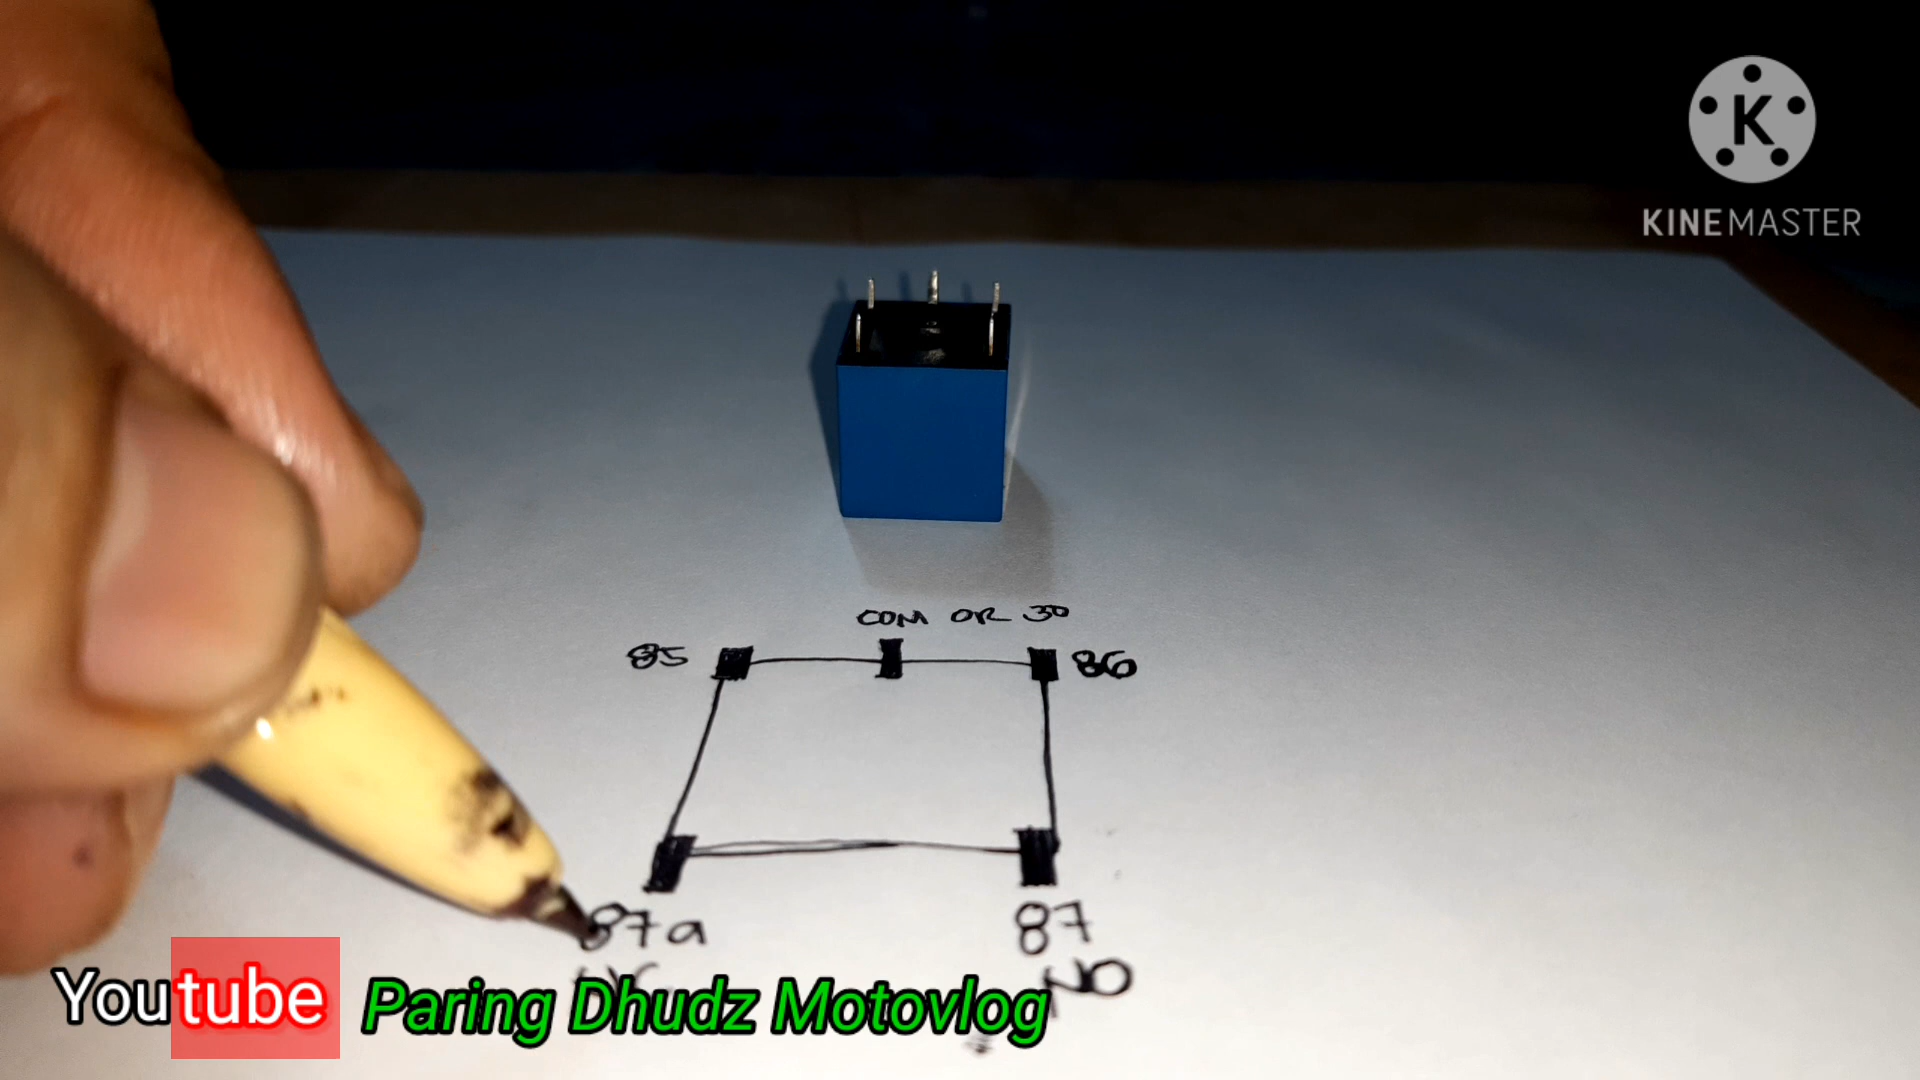 K
KINEMASTER
COM OR 30
85
86
87a
87
NO
Youtube Paring Dhudz Motovlog